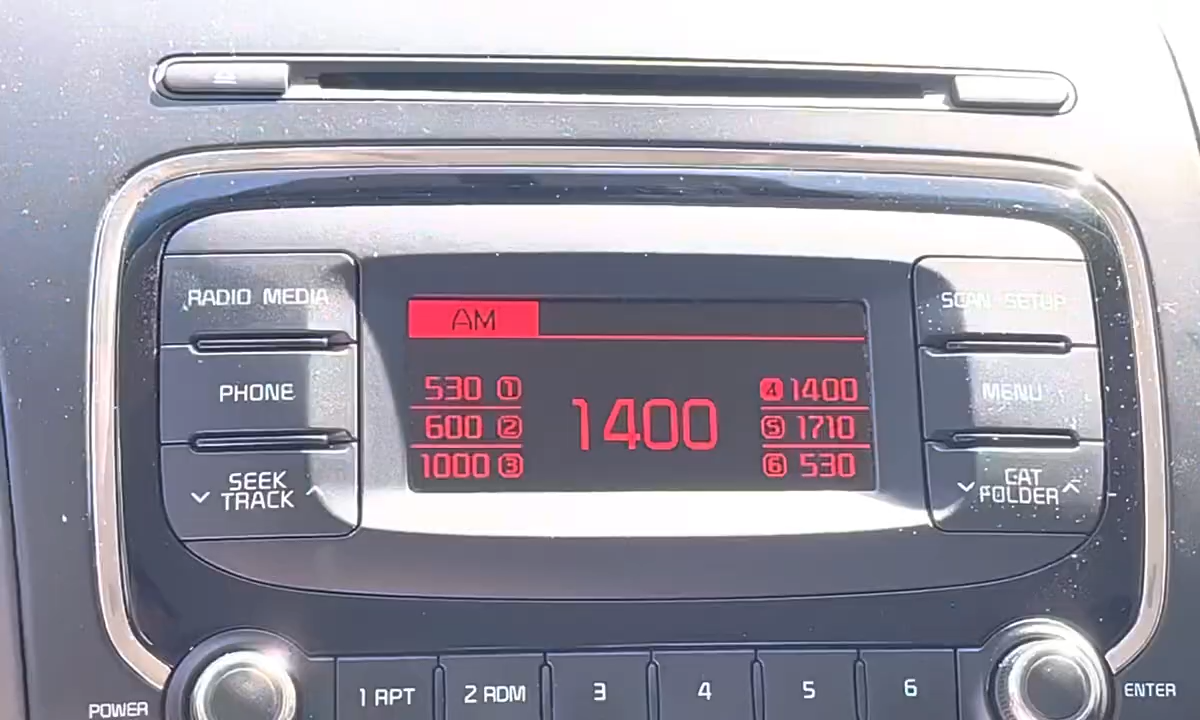 RADIO MEDIA
PHONE
SEEK
TRACK
AM
530 1
600 2
1000 3
1400
4 1400
5 1710
6 530
SCAN SETUP
MENU
CAT
FOLDER
POWER
1 RPT
2 RDM
3
4
5
6
ENTER